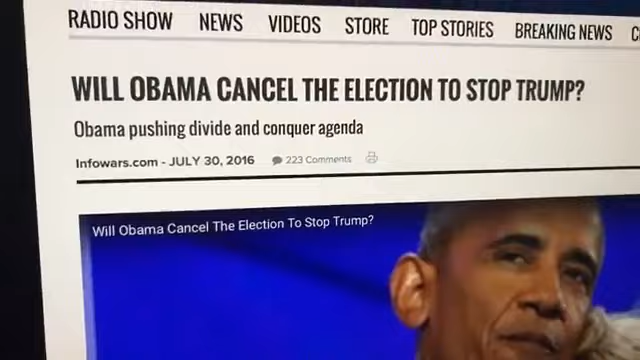 RADIO SHOW NEWS VIDEOS STORE TOP STORIES BREAKING NEWS
WILL OBAMA CANCEL THE ELECTION TO STOP TRUMP?
Obama pushing divide and conquer agenda
Infowars.com - JULY 30, 2016 223 Comments
Will Obama Cancel The Election To Stop Trump?